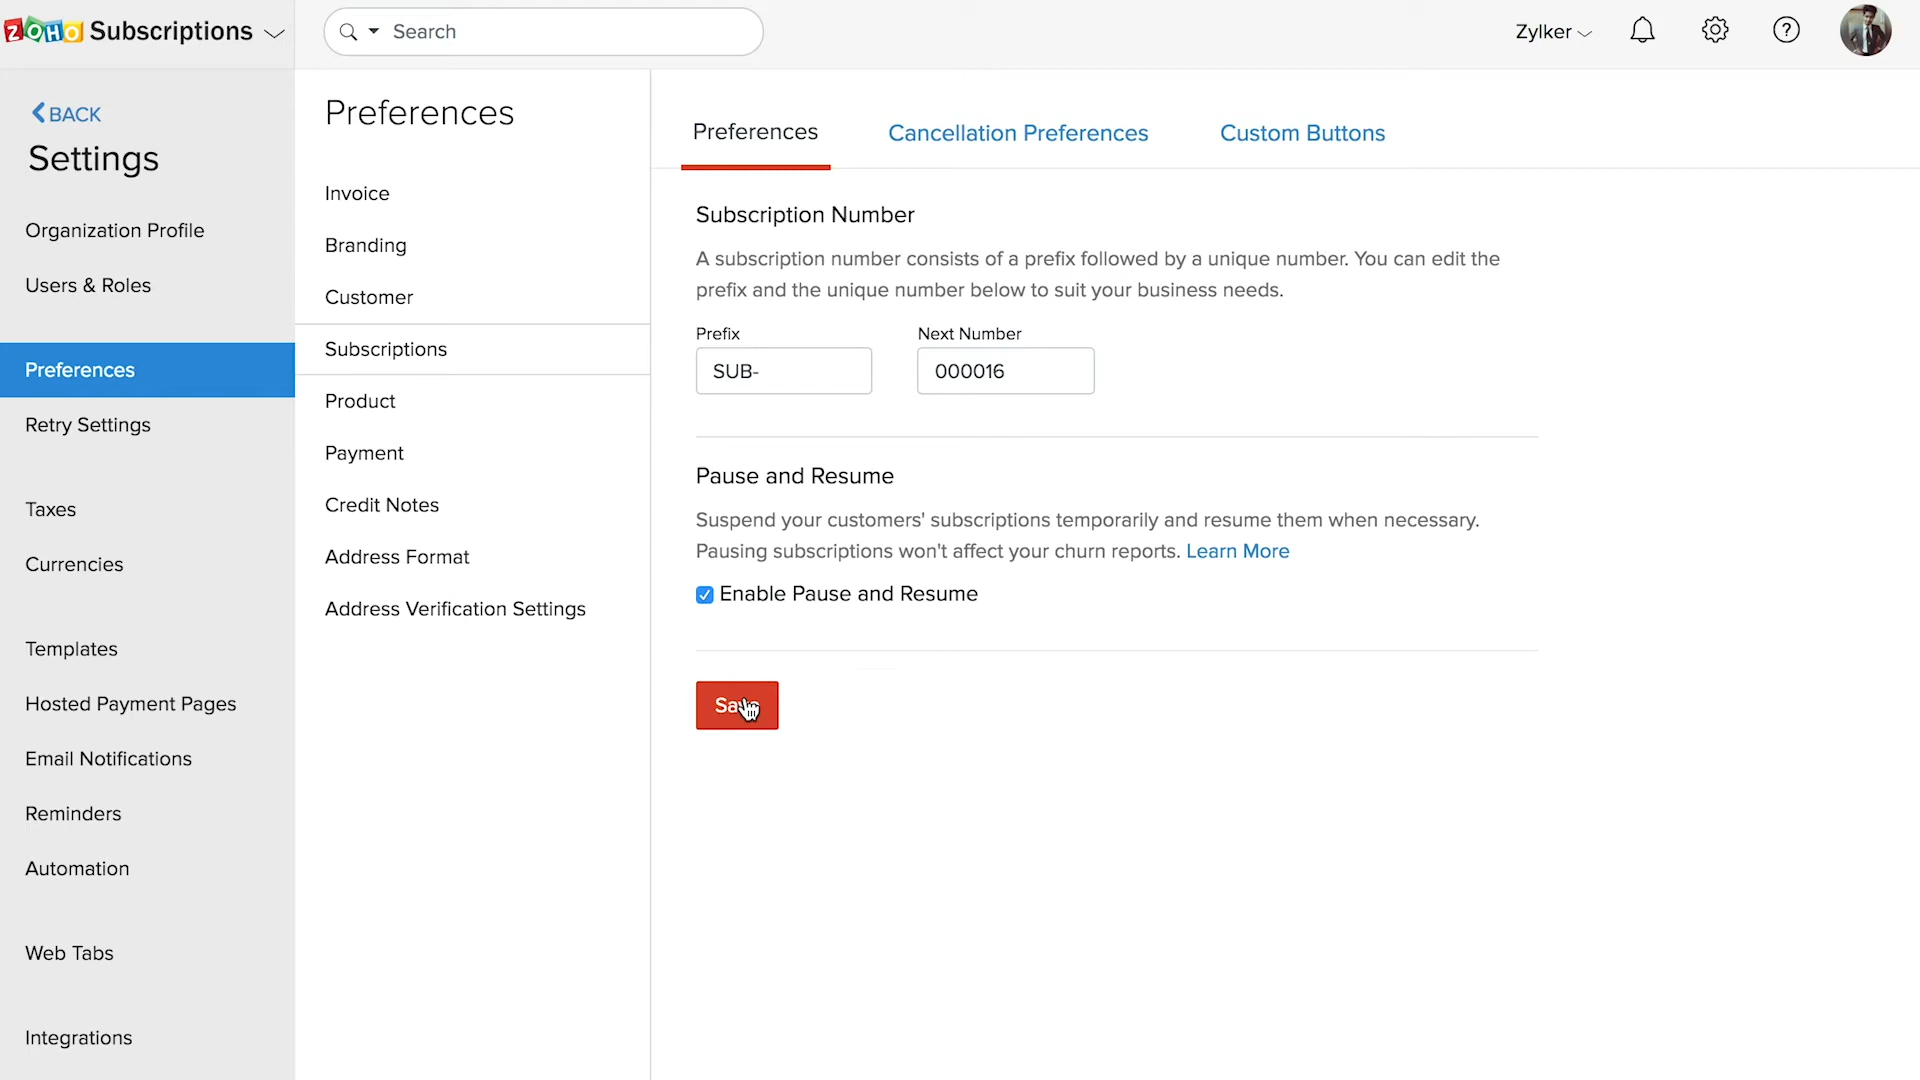 ZOHO Subscriptions
Search
Zylker
BACK
Settings
Organization Profile
Users & Roles
Preferences
Retry Settings
Taxes
Currencies
Templates
Hosted Payment Pages
Email Notifications
Reminders
Automation
Web Tabs
Integrations
Preferences
Invoice
Branding
Customer
Subscriptions
Product
Payment
Credit Notes
Address Format
Address Verification Settings
Preferences
Cancellation Preferences
Custom Buttons
Subscription Number
A subscription number consists of a prefix followed by a unique number. You can edit the
prefix and the unique number below to suit your business needs.
Prefix
Next Number
SUB-
000016
Pause and Resume
Suspend your customers' subscriptions temporarily and resume them when necessary.
Pausing subscriptions won't affect your churn reports. Learn More
Enable Pause and Resume
Save